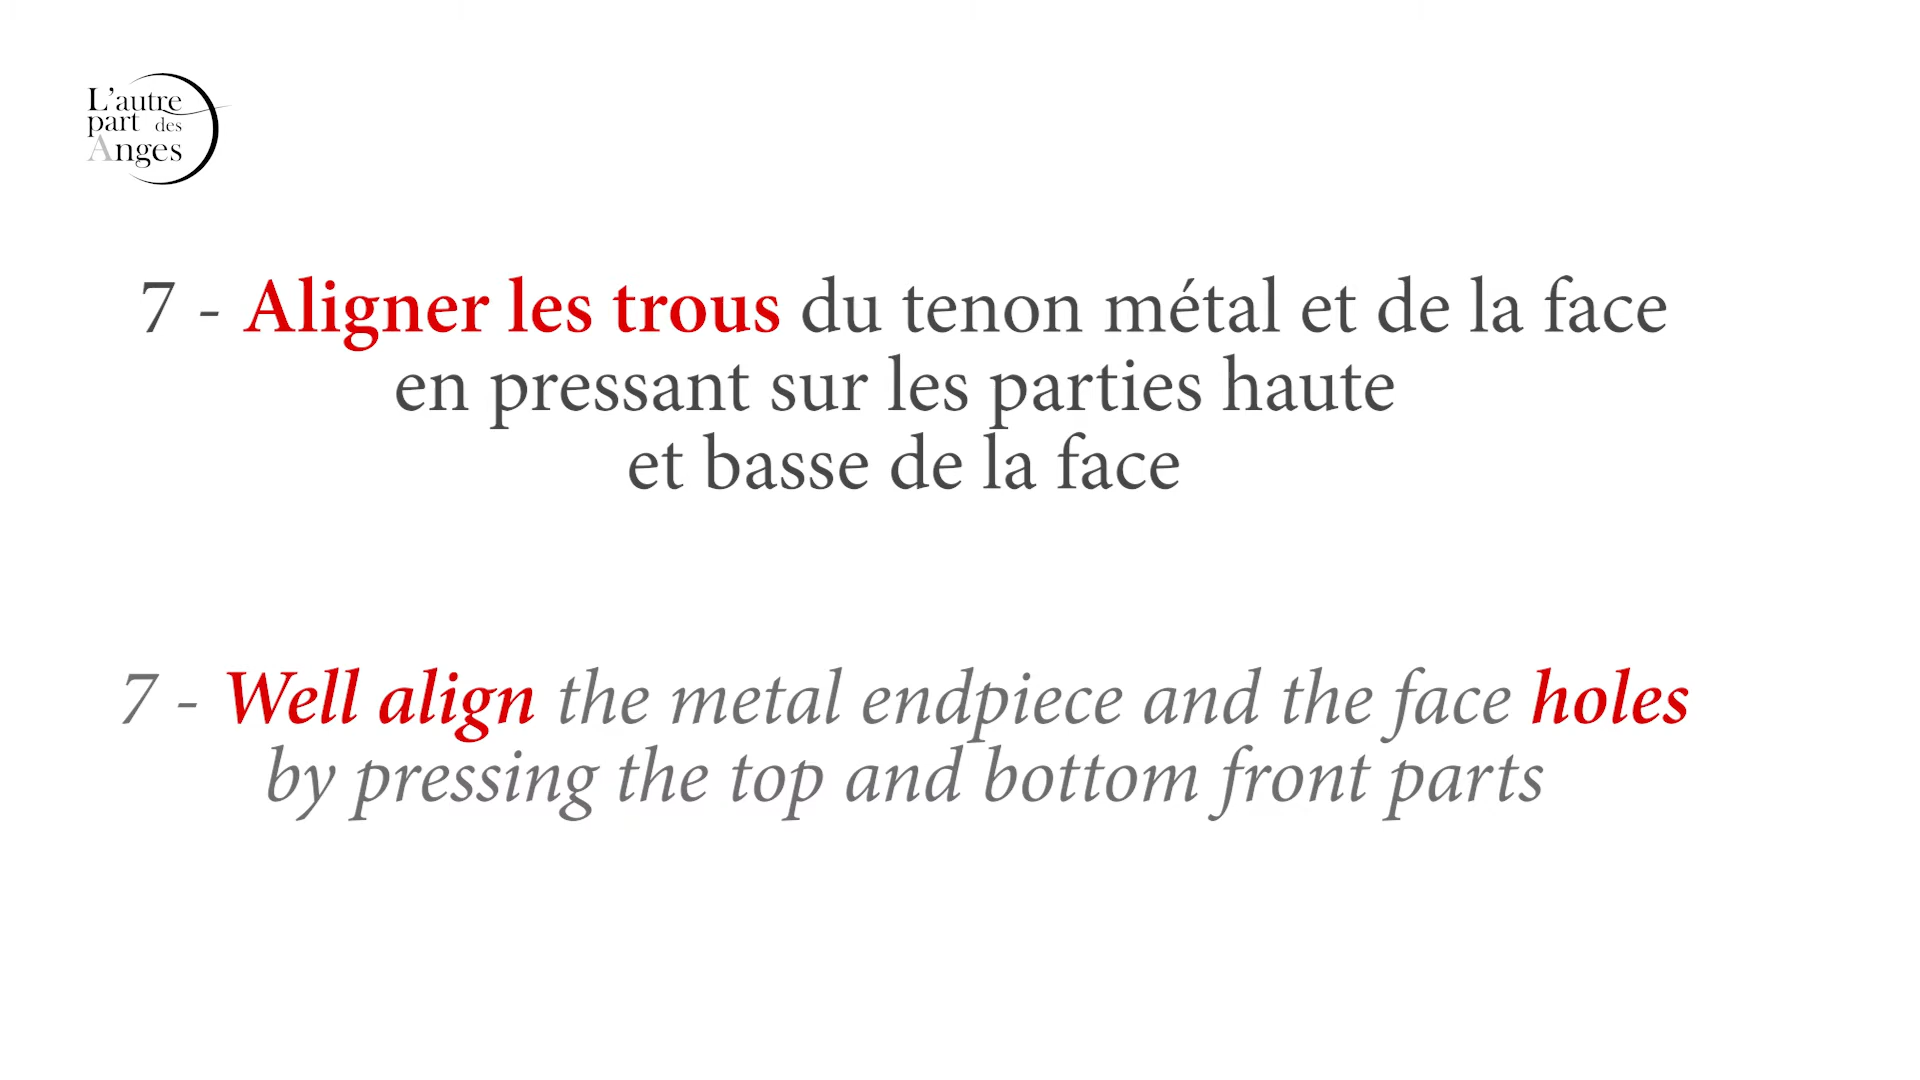 L'autre
part des
Anges
7 - Aligner les trous du tenon métal et de la face
en pressant sur les parties haute
et basse de la face
7 - Well align the metal endpiece and the face holes
by pressing the top and bottom front parts